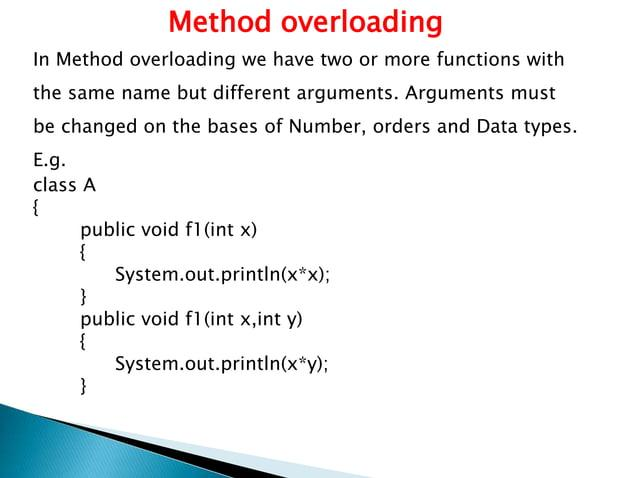 Method overloading
In Method overloading we have two or more functions with
the same name but different arguments. Arguments must
be changed on the bases of Number, orders and Data types.
E.g.
class A
{
public void f1(int x)
{
System.out.println(x*x);
}
public void f1(int x,int y)
{
System.out.println(x*y);
}